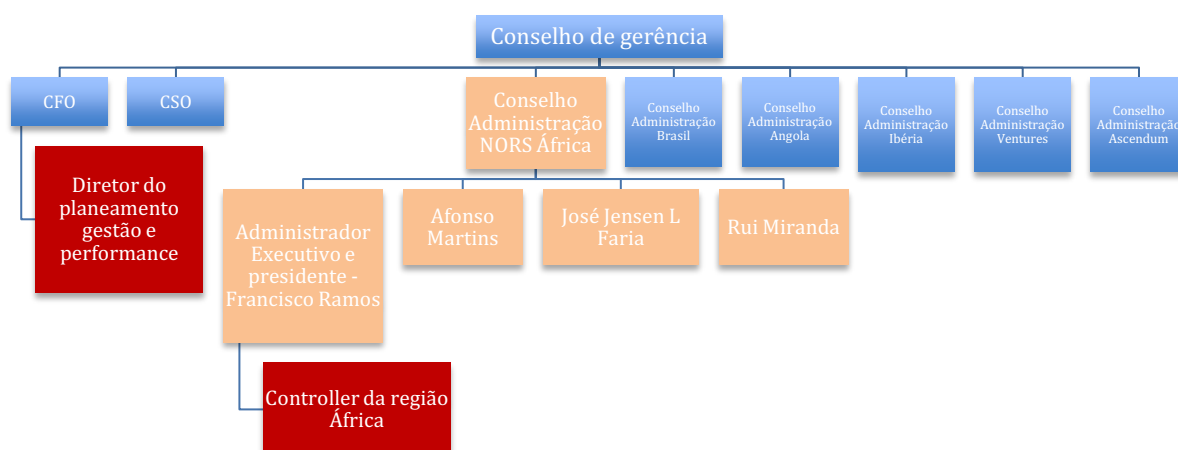 Conselho de gerência
CFO
CSO
Conselho
Administração
NORS África
Conselho
Administração
Brasil
Conselho
Administração
Angola
Conselho
Administração
Ibéria
Conselho
Administração
Ventures
Conselho
Administração
Ascendum
Diretor do
planeamento
gestão e
performance
Administrador
Executivo e
presidente -
Francisco Ramos
Afonso
Martins
José Jensen L
Faria
Rui Miranda
Controller da região
África